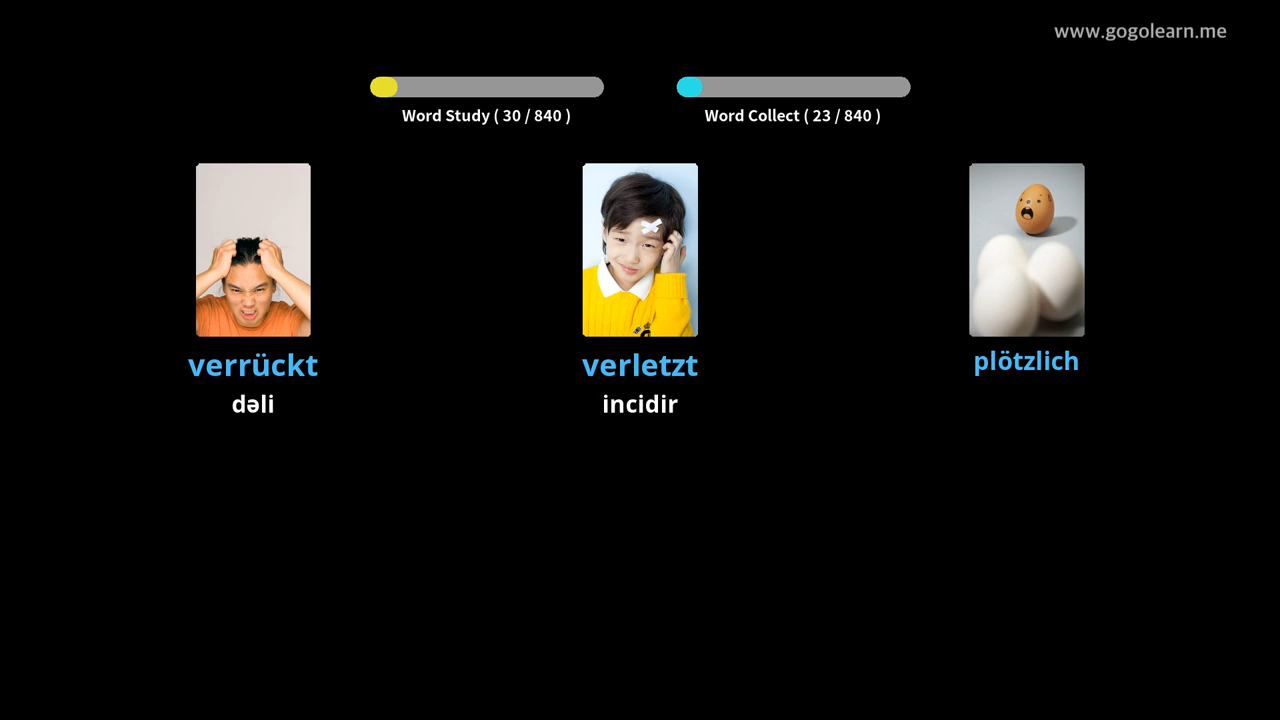 www.gogolearn.me
Word Study ( 30 / 840 )
Word Collect ( 23 / 840 )
verrückt
dəli
verletzt
incidir
plötzlich